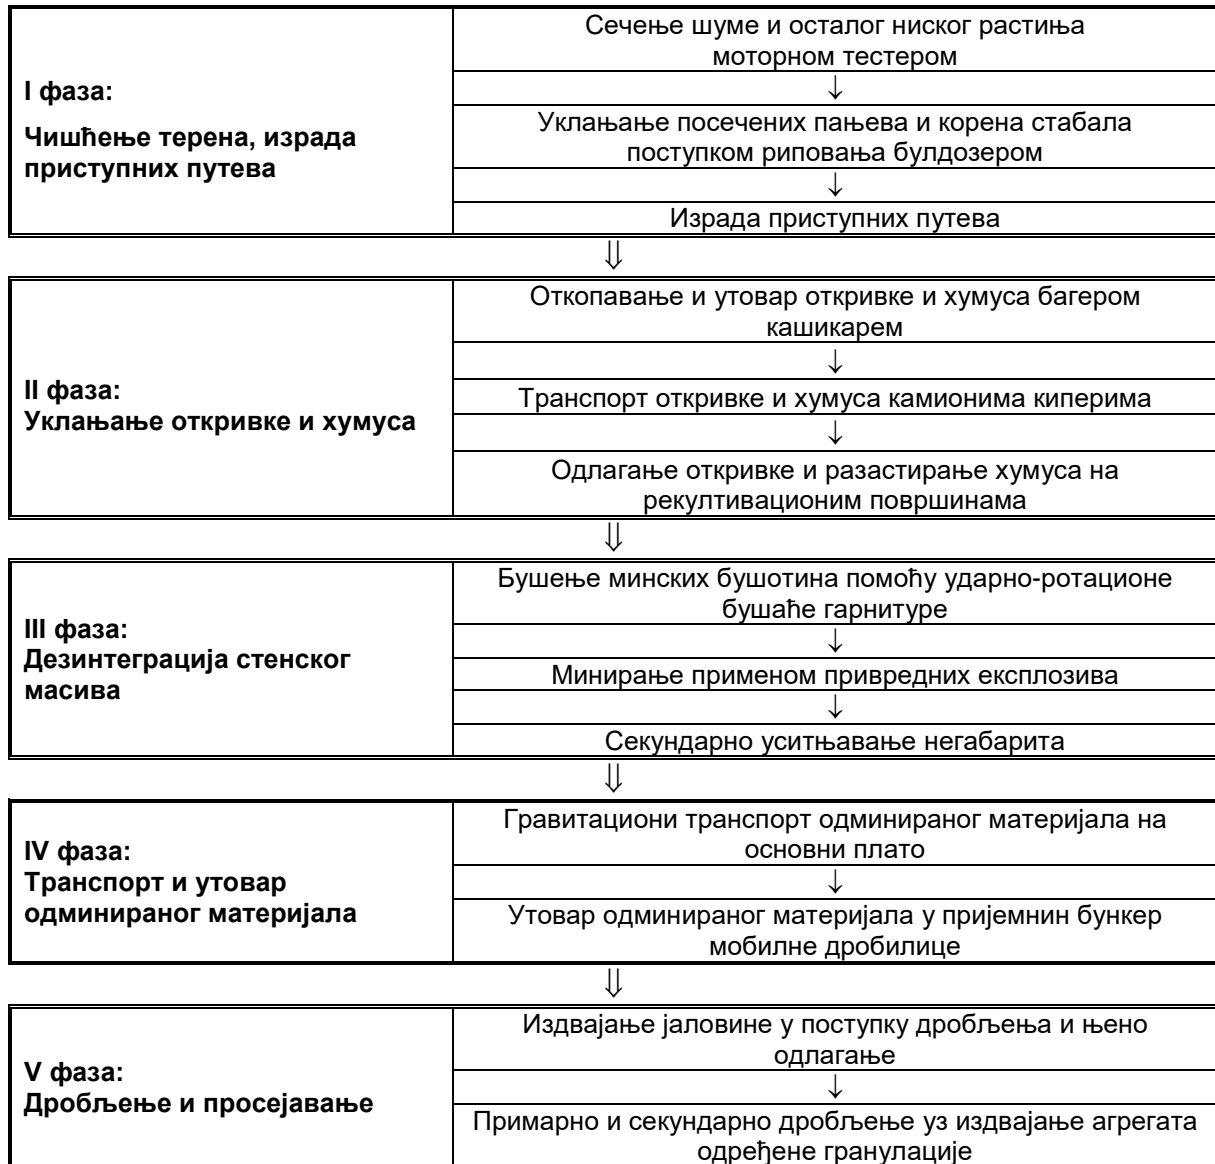 I фаза:
Чишћење терена, израда
приступних путева
Сечење шуме и осталог ниског растиња
моторном тестером
↓
Уклањање посечених пањева и корена стабала
поступком риповања булдозером
↓
Израда приступних путева
⇓
II фаза:
Уклањање откривке и хумуса
Откопавање и утовар откривке и хумуса багером
кашикарем
↓
Транспорт откривке и хумуса камионима киперима
↓
Одлагање откривке и разастирање хумуса на
рекултивационим површинама
⇓
III фаза:
Дезинтеграција стенског
масива
Бушење минских бушотина помоћу ударно-ротационе
бушаће гарнитуре
↓
Минирање применом привредних експлозива
↓
Секундарно уситњавање негабарита
⇓
IV фаза:
Транспорт и утовар
одминираног материјала
Гравитациони транспорт одминираног материјала на
основни плато
↓
Утовар одминираног материјала у пријемнин бункер
мобилне дробилице
⇓
V фаза:
Дробљење и просејавање
Издвајање јаловине у поступку дробљења и њено
одлагање
↓
Примарно и секундарно дробљење уз издвајање агрегата
одређене гранулације